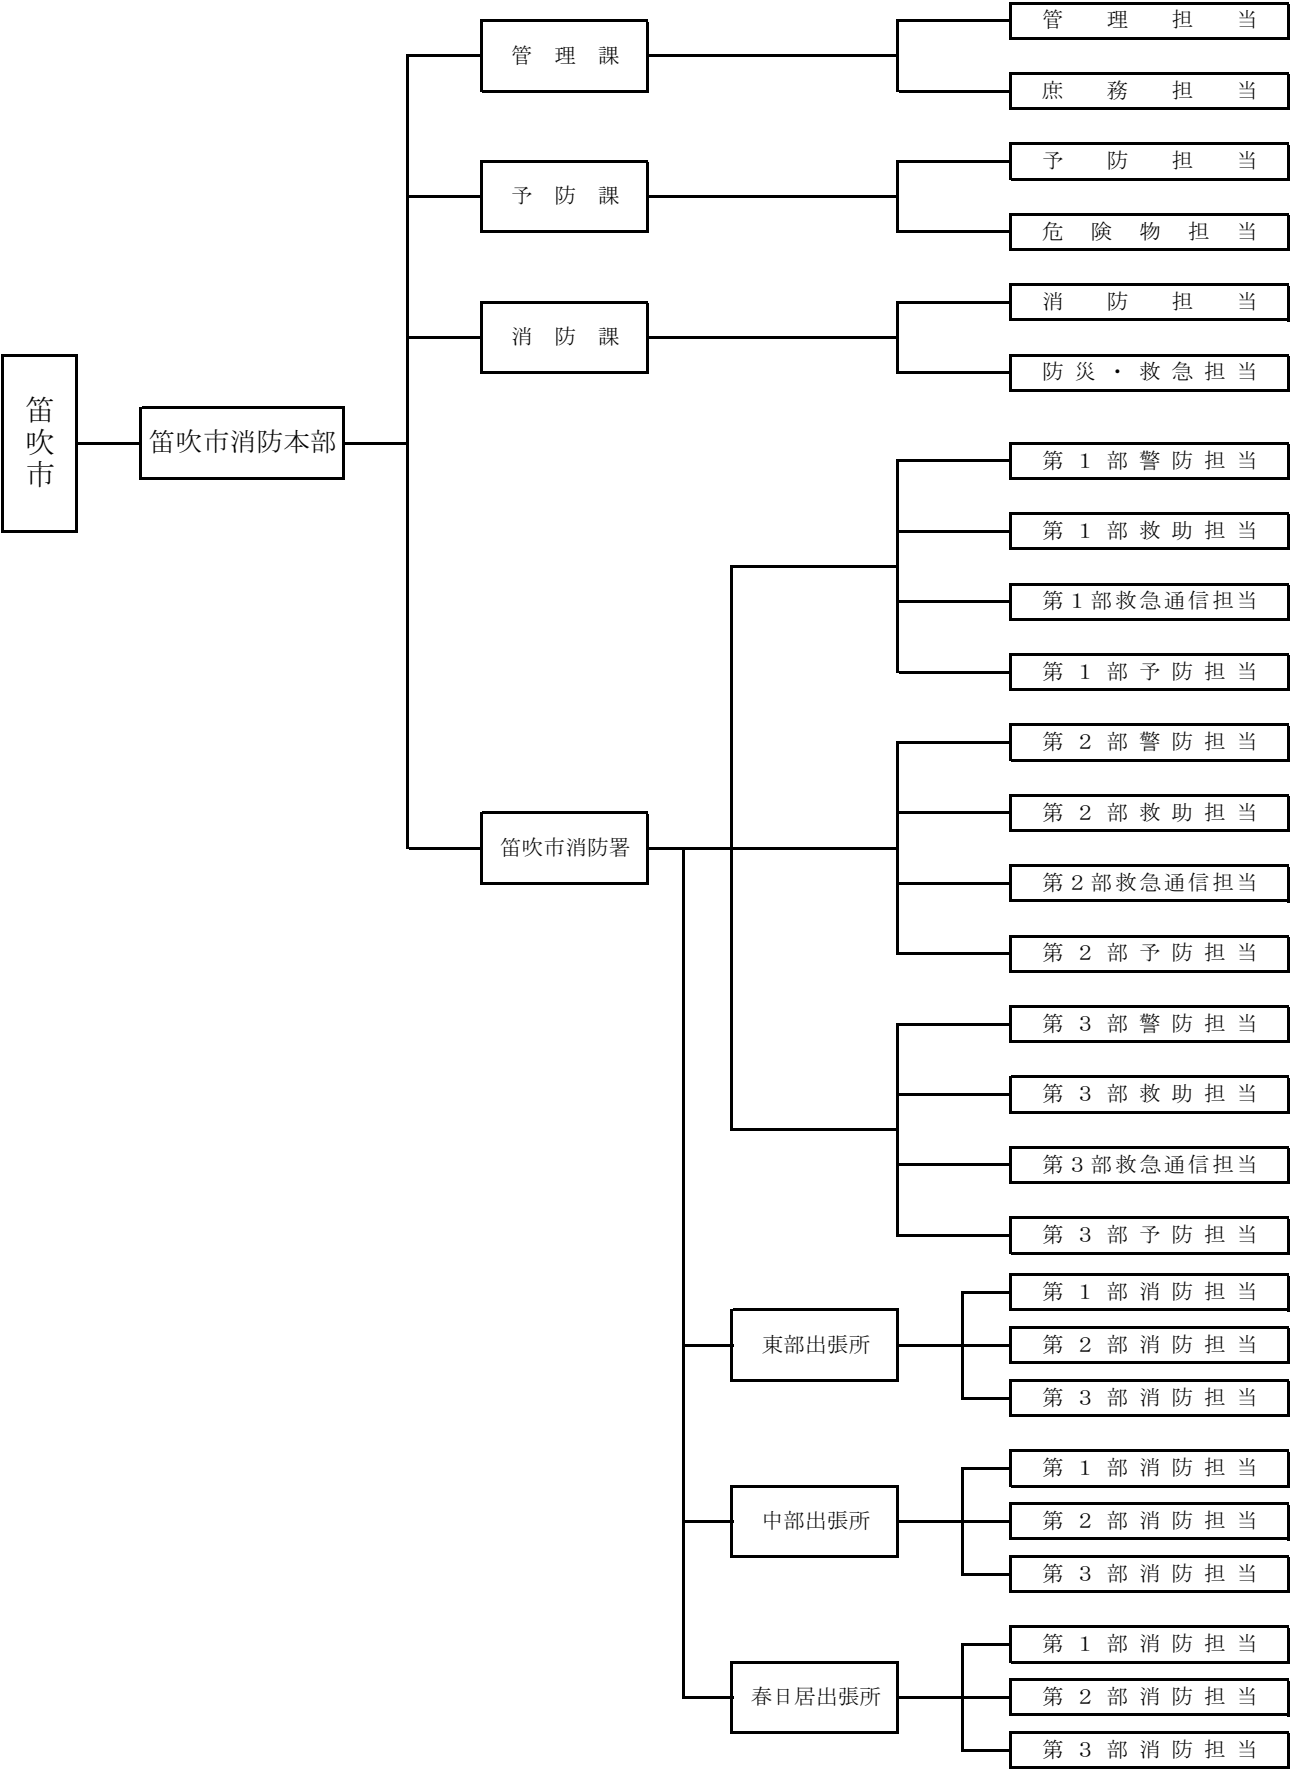 笛吹市
笛吹市消防本部
管理課
管理担当
庶務担当
予防課
予防担当
危険物担当
消防課
消防担当
防災・救急担当
笛吹市消防署
第１部警防担当
第１部救助担当
第１部救急通信担当
第１部予防担当
第２部警防担当
第２部救助担当
第２部救急通信担当
第２部予防担当
第３部警防担当
第３部救助担当
第３部救急通信担当
第３部予防担当
東部出張所
第１部消防担当
第２部消防担当
第３部消防担当
中部出張所
第１部消防担当
第２部消防担当
第３部消防担当
春日居出張所
第１部消防担当
第２部消防担当
第３部消防担当